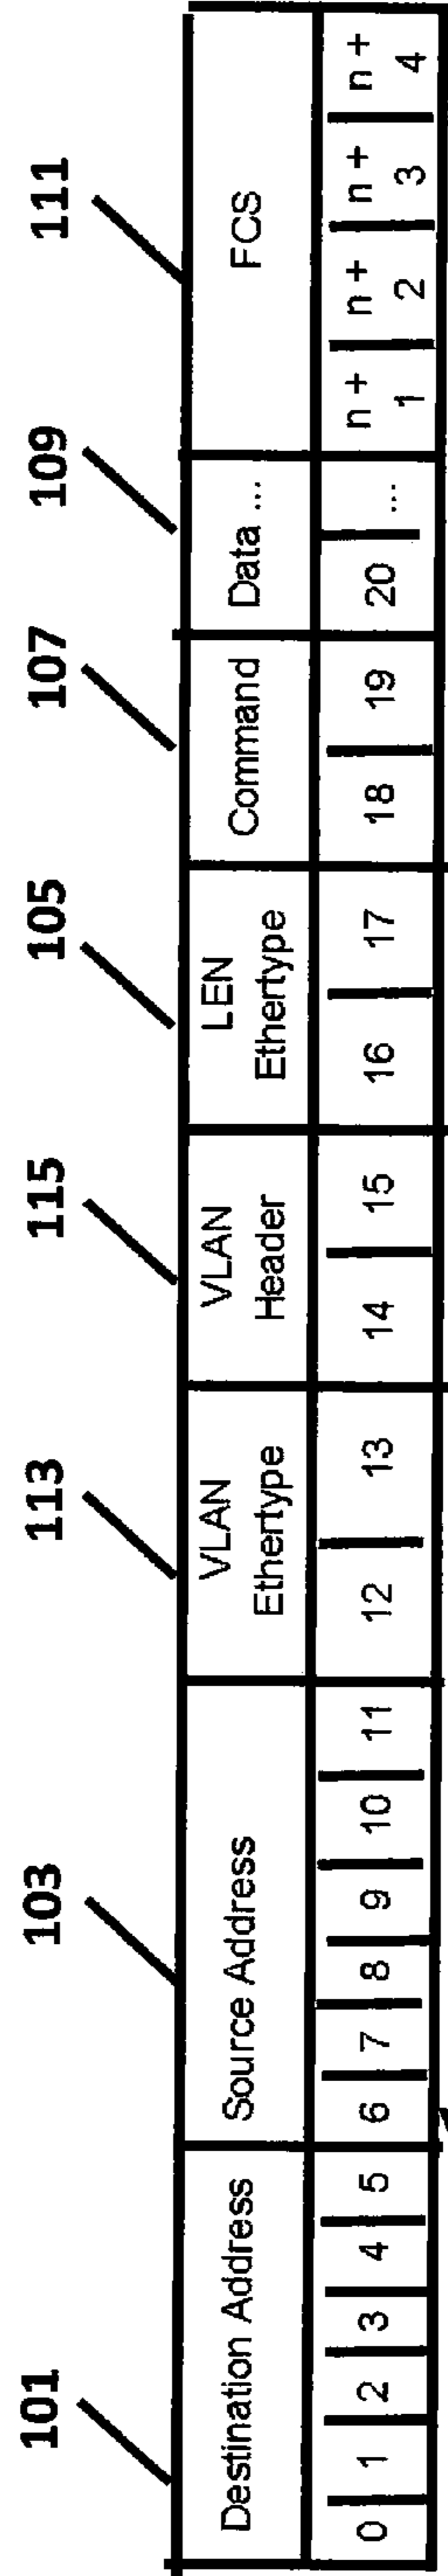 101 103 113 115 105 107 109 111
Destination Address Source Address VLAN Ethertype VLAN Header LEN Ethertype Command Data ... FCS
0 1 2 3 4 5 6 7 8 9 10 11 12 13 14 15 16 17 18 19 20 ... n + 1 n + 2 n + 3 n + 4